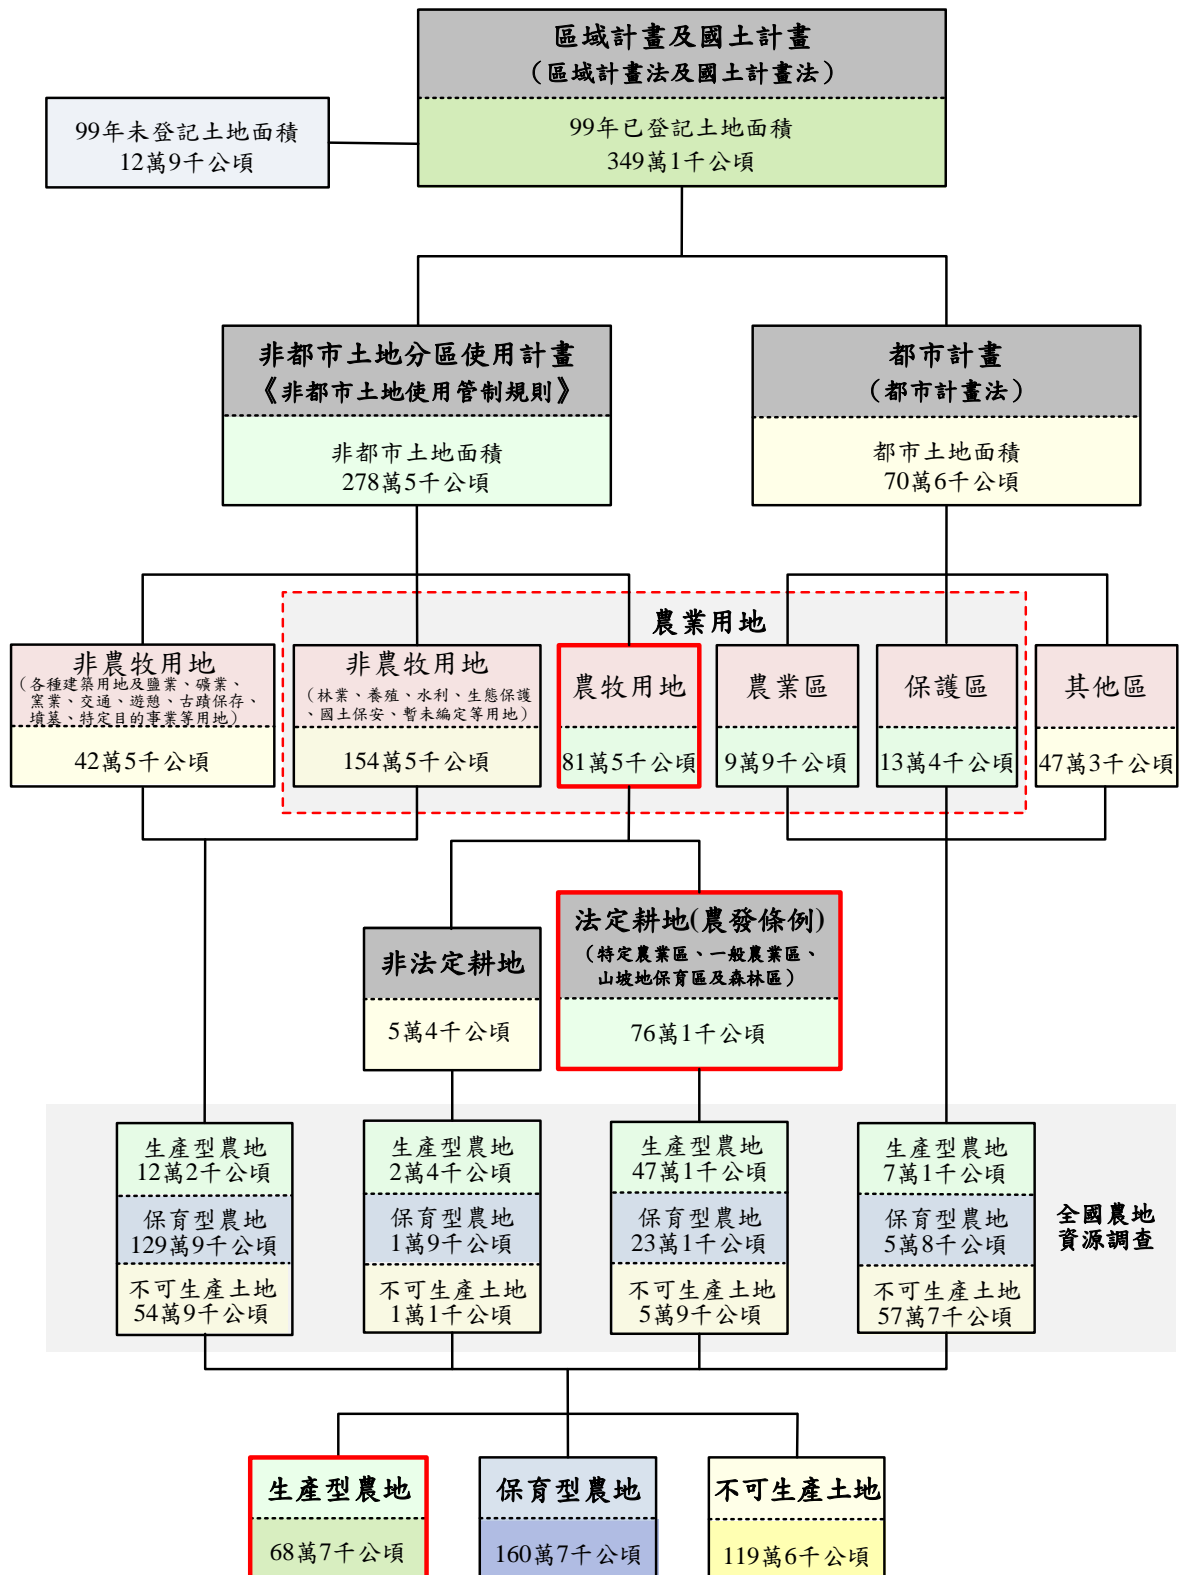 區域計畫及國土計畫
（區域計畫法及國土計畫法）
99年未登記土地面積
12萬9千公頃
99年已登記土地面積
349萬1千公頃
非都市土地分區使用計畫
《非都市土地使用管制規則》
非都市土地面積
278萬5千公頃
都市計畫
（都市計畫法）
都市土地面積
70萬6千公頃
農業用地
非農牧用地
（各種建築用地及鹽業、礦業、
窯業、交通、遊憩、古蹟保存、
墳墓、特定目的事業等用地）
42萬5千公頃
非農牧用地
（林業、養殖、水利、生態保護
、國土保安、暫未編定等用地）
154萬5千公頃
農牧用地
81萬5千公頃
農業區
9萬9千公頃
保護區
13萬4千公頃
其他區
47萬3千公頃
非法定耕地
5萬4千公頃
法定耕地(農發條例)
（特定農業區、一般農業區、
山坡地保育區及森林區）
76萬1千公頃
生產型農地
12萬2千公頃
保育型農地
129萬9千公頃
不可生產土地
54萬9千公頃
生產型農地
2萬4千公頃
保育型農地
1萬9千公頃
不可生產土地
1萬1千公頃
生產型農地
47萬1千公頃
保育型農地
23萬1千公頃
不可生產土地
5萬9千公頃
生產型農地
7萬1千公頃
保育型農地
5萬8千公頃
不可生產土地
57萬7千公頃
全國農地
資源調查
生產型農地
68萬7千公頃
保育型農地
160萬7千公頃
不可生產土地
119萬6千公頃